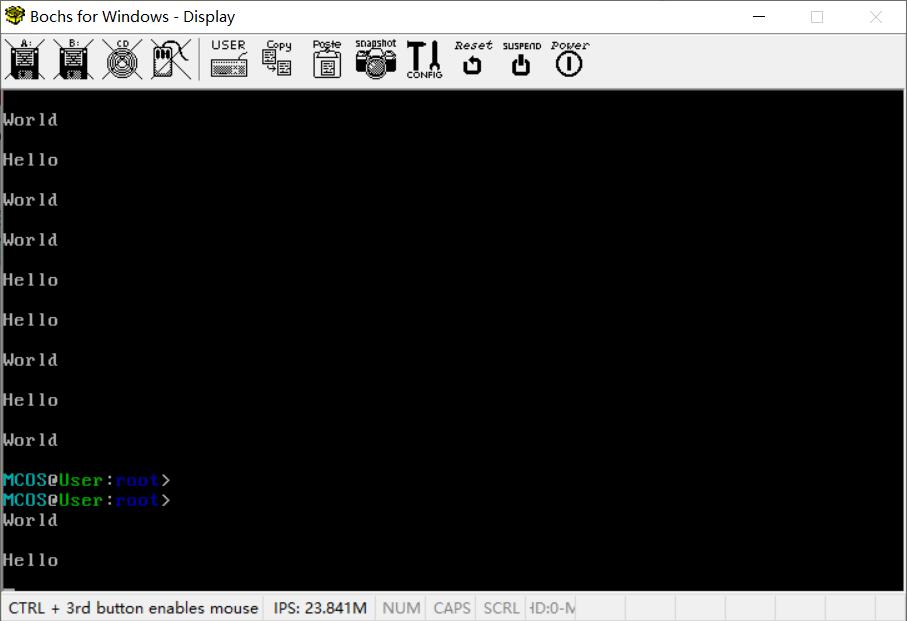 Bochs for Windows - Display
A: B: CD USER Copy Paste snapshot CONFIG Reset SUSPEND Power
World
Hello
World
World
Hello
Hello
World
Hello
World
MCOS@User:root>
MCOS@User:root>
World
Hello
CTRL + 3rd button enables mouse IPS: 23.841M NUM CAPS SCRL HD:0-M